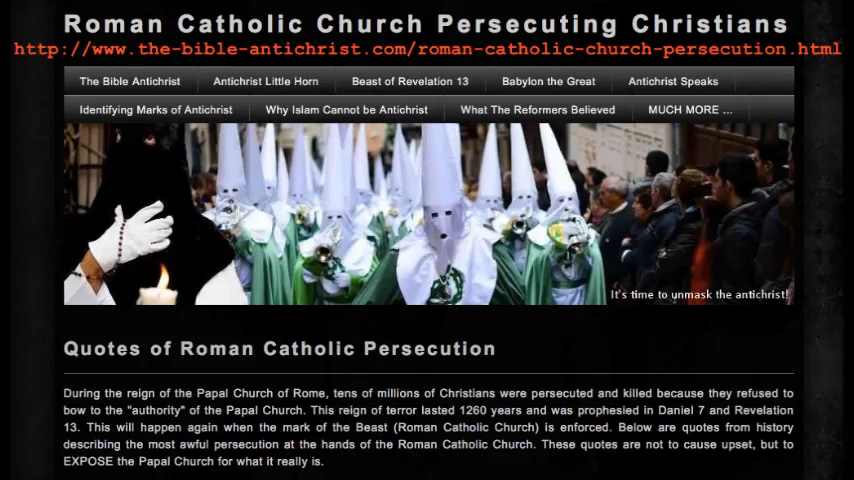 Roman Catholic Church Persecuting Christians
http://www.the-bible-antichrist.com/roman-catholic-church-persecution.html
The Bible Antichrist Antichrist Little Horn Beast of Revelation 13 Babylon the Great Antichrist Speaks
Identifying Marks of Antichrist Why Islam Cannot be Antichrist What The Reformers Believed MUCH MORE ...
It's time to unmask the antichrist!
Quotes of Roman Catholic Persecution
During the reign of the Papal Church of Rome, tens of millions of Christians were persecuted and killed because they refused to
bow to the "authority" of the Papal Church. This reign of terror lasted 1260 years and was prophesied in Daniel 7 and Revelation
13. This will happen again when the mark of the Beast (Roman Catholic Church) is enforced. Below are quotes from history
describing the most awful persecution at the hands of the Roman Catholic Church. These quotes are not to cause upset, but to
EXPOSE the Papal Church for what it really is.